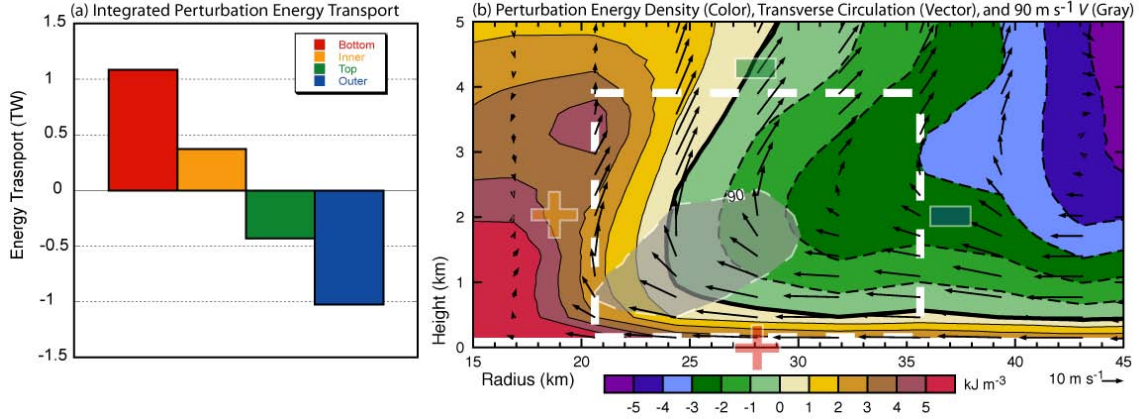 (a) Integrated Perturbation Energy Transport
Energy Trasnport (TW)
1.5
1
0.5
0
-0.5
-1
-1.5
Bottom
Inner
Top
Outer
(b) Perturbation Energy Density (Color), Transverse Circulation (Vector), and 90 m s⁻¹ V (Gray)
Height (km)
5
4
3
2
1
0
90
15 20 25 30 35 40 45
Radius (km)
-5 -4 -3 -2 -1 0 1 2 3 4 5
kJ m⁻³
10 m s⁻¹